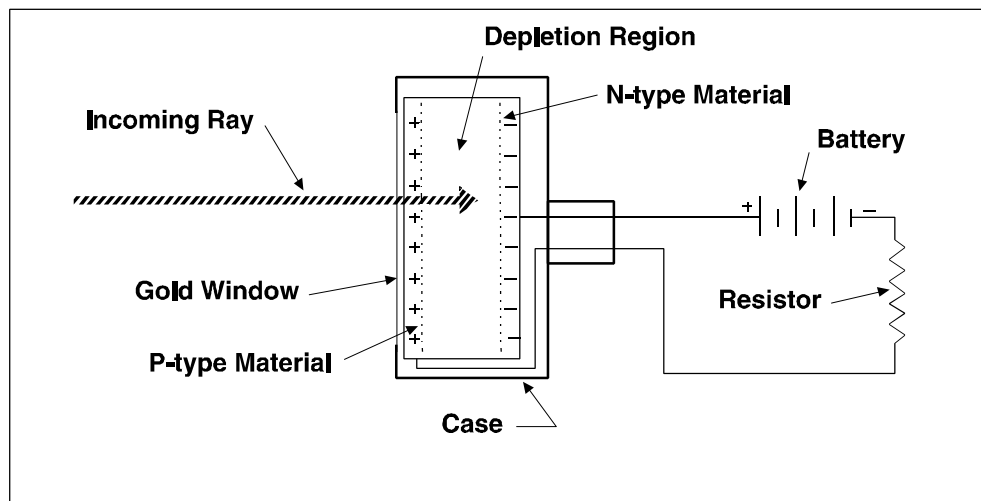 Depletion Region
N-type Material
Incoming Ray
Battery
+ -
Gold Window
Resistor
P-type Material
Case